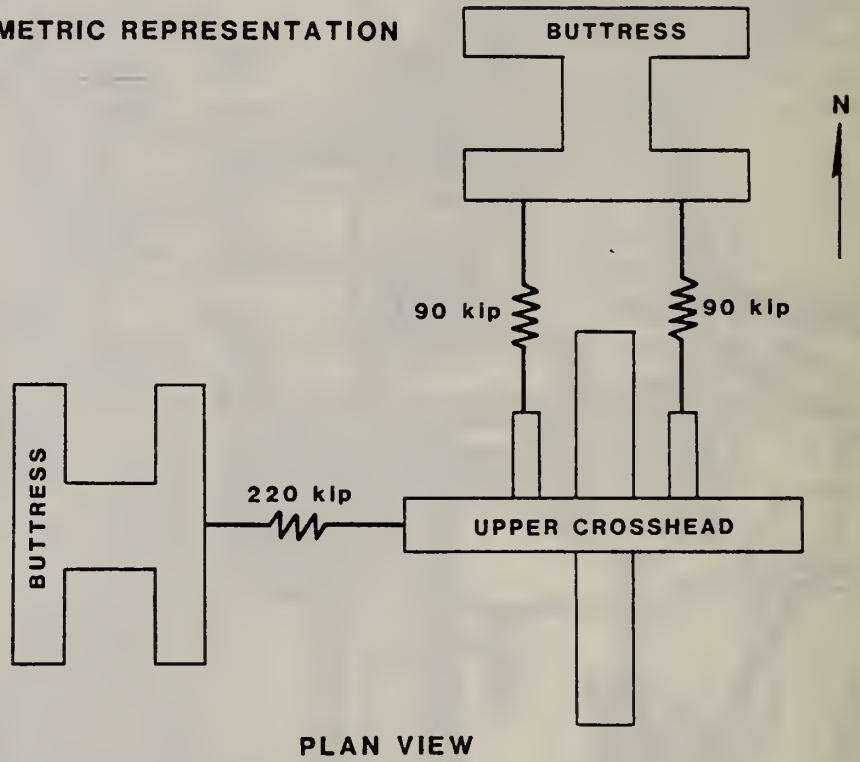 METRIC REPRESENTATION
BUTTRESS
N
90 kip
90 kip
220 kip
BUTTRESS
UPPER CROSSHEAD
PLAN VIEW